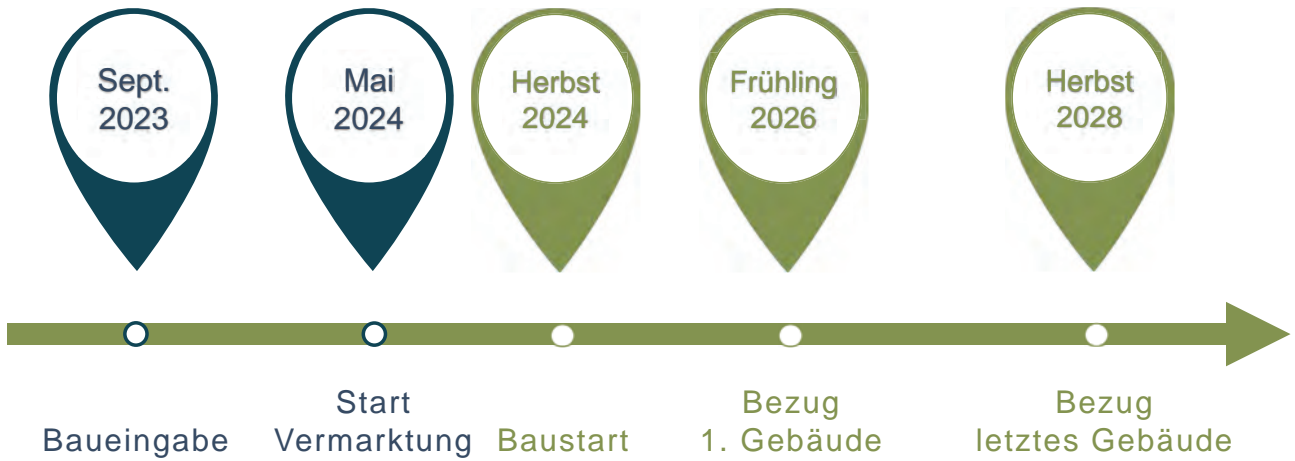 Sept.
2023
Mai
2024
Herbst
2024
Frühling
2026
Herbst
2028
Baueingabe
Start
Vermarktung
Baustart
Bezug
1. Gebäude
Bezug
letztes Gebäude